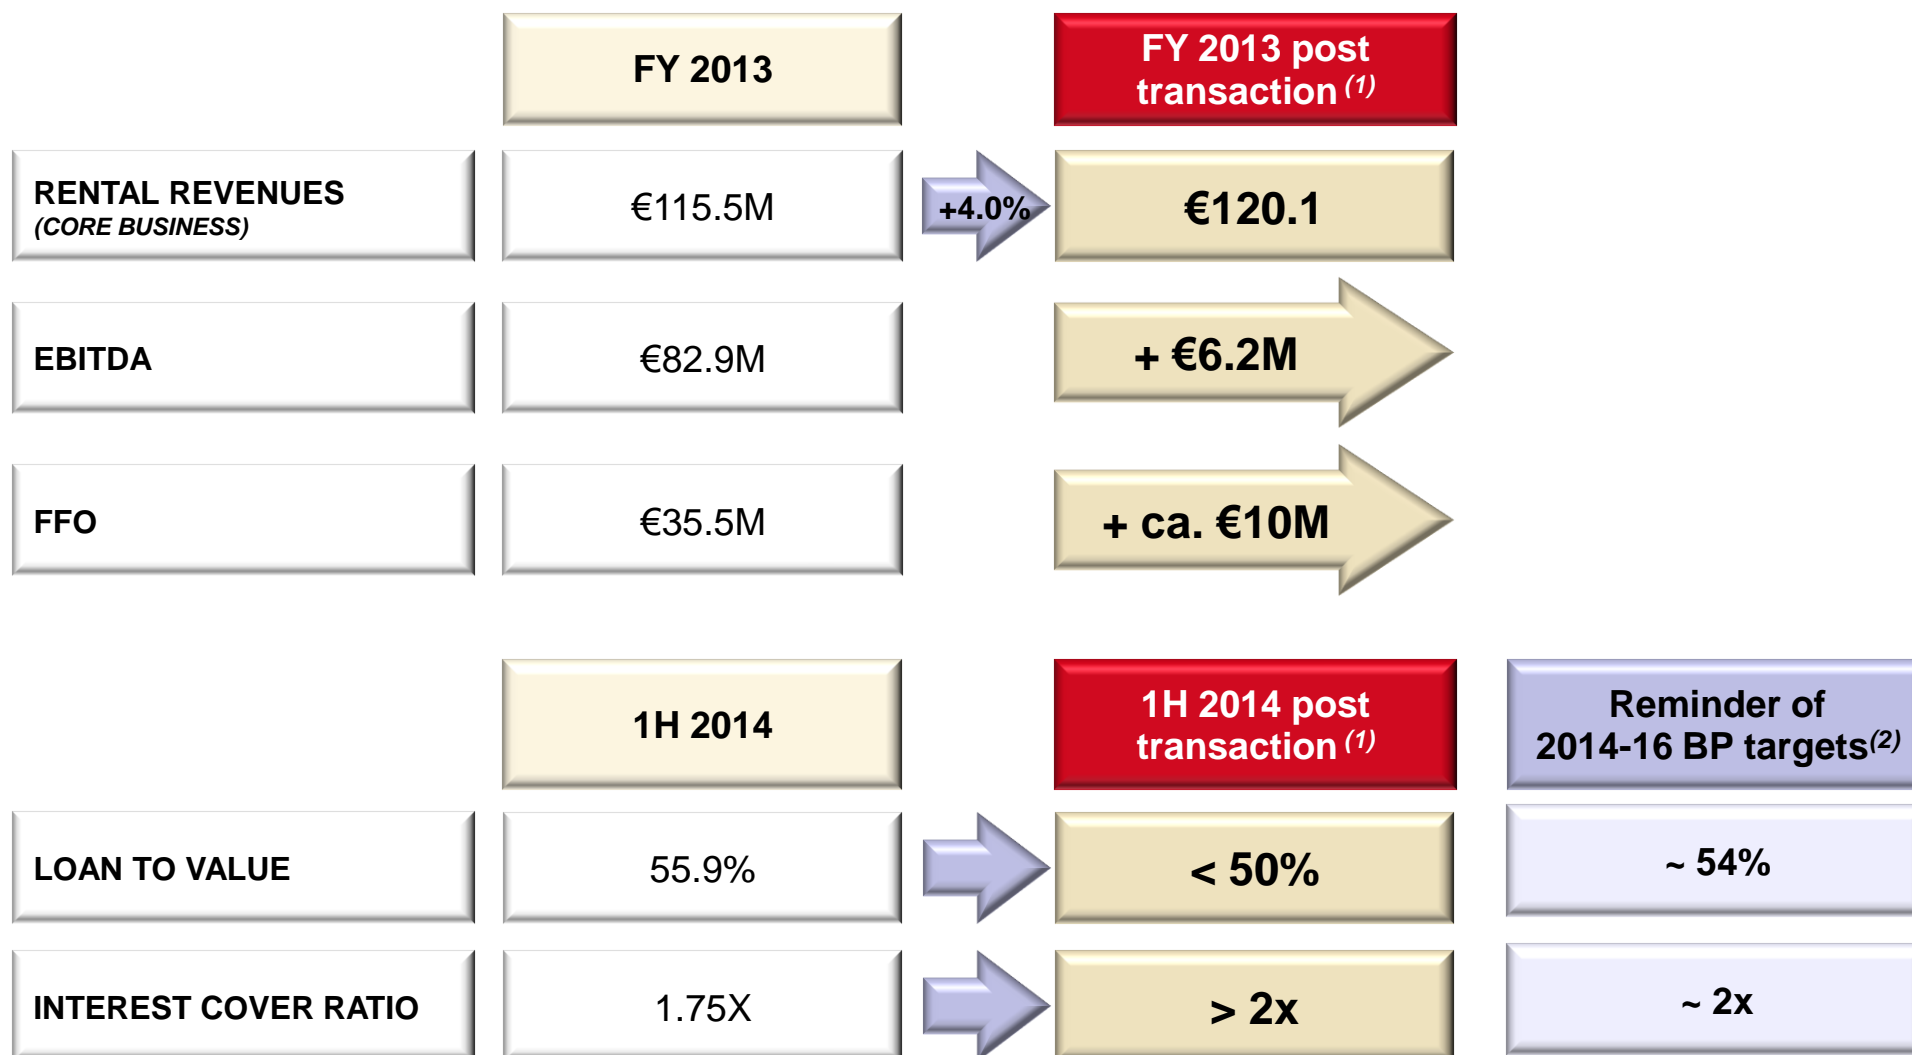 FY 2013
FY 2013 post
transaction (1)
RENTAL REVENUES
(CORE BUSINESS)
€115.5M
+4.0%
€120.1
EBITDA
€82.9M
+ €6.2M
FFO
€35.5M
+ ca. €10M
1H 2014
1H 2014 post
transaction (1)
Reminder of
2014-16 BP targets(2)
LOAN TO VALUE
55.9%
< 50%
~ 54%
INTEREST COVER RATIO
1.75X
> 2x
~ 2x